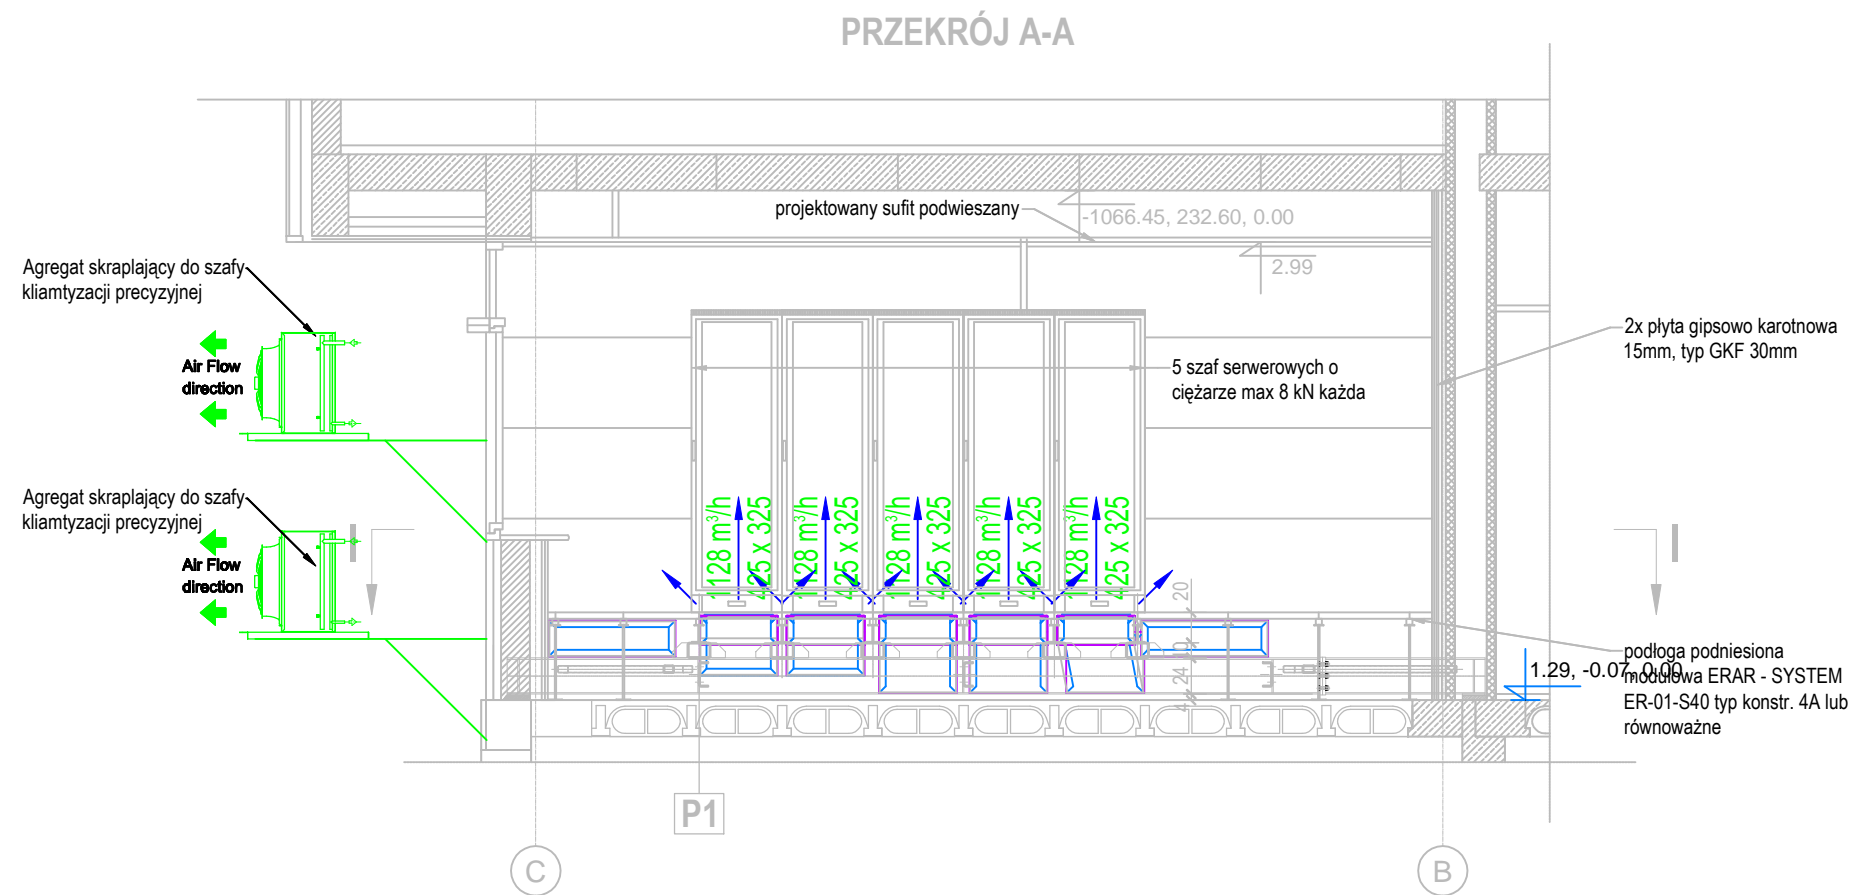 PRZEKRÓJ A-A
projektowany sufit podwieszany
-1066.45, 232.60, 0.00
2.99
Agregat skraplający do szafy
kliamtyzacji precyzyjnej
Air Flow
direction
2x płyta gipsowo karotnowa
15mm, typ GKF 30mm
5 szaf serwerowych o
ciężarze max 8 kN każda
Agregat skraplający do szafy
kliamtyzacji precyzyjnej
Air Flow
direction
1128 m³/h
425 x 325
1128 m³/h
425 x 325
1128 m³/h
425 x 325
1128 m³/h
425 x 325
1128 m³/h
425 x 325
I
I
20
10
24
4
1.29, -0.07, 0.00
podłoga podniesiona
modułowa ERAR - SYSTEM
ER-01-S40 typ konstr. 4A lub
równoważne
P1
C
B